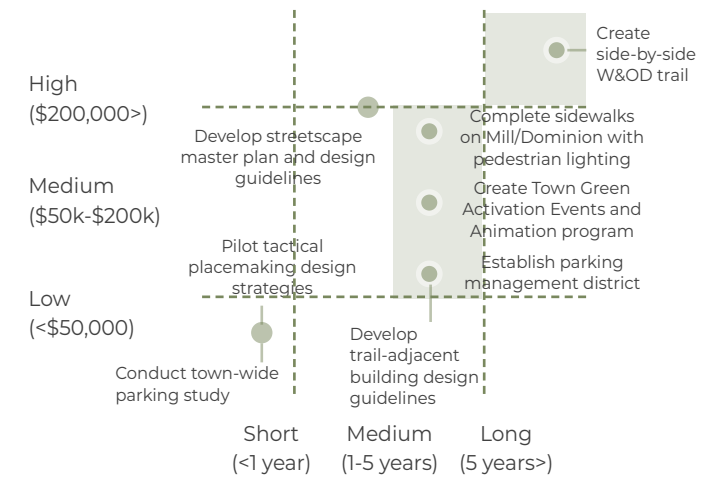 Create
side-by-side
W&OD trail
High
($200,000>)
Complete sidewalks
on Mill/Dominion with
pedestrian lighting
Develop streetscape
master plan and design
guidelines
Medium
($50k-$200k)
Create Town Green
Activation Events and
Animation program
Pilot tactical
placemaking design
strategies
Establish parking
management district
Low
(<$50,000)
Develop
trail-adjacent
building design
guidelines
Conduct town-wide
parking study
Short
(<1 year)
Medium
(1-5 years)
Long
(5 years>)